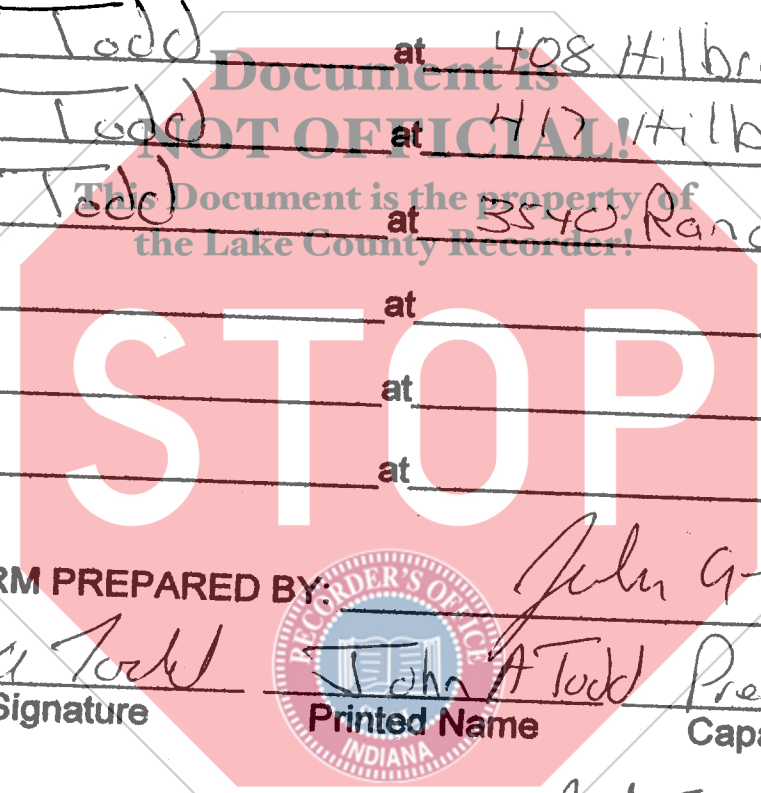 Todd at 408 Hilbr
Document is
Todd at 417 Hilb
NOT OFFICIAL!
This Document is the property of
Todd at 3540 Ran
the Lake County Recorder!
at
STOP
at
at
RM PREPARED BY: John A
RECORDER'S OFFICE
Todd John A Todd Pre
Signature Printed Name Capa
INDIANA